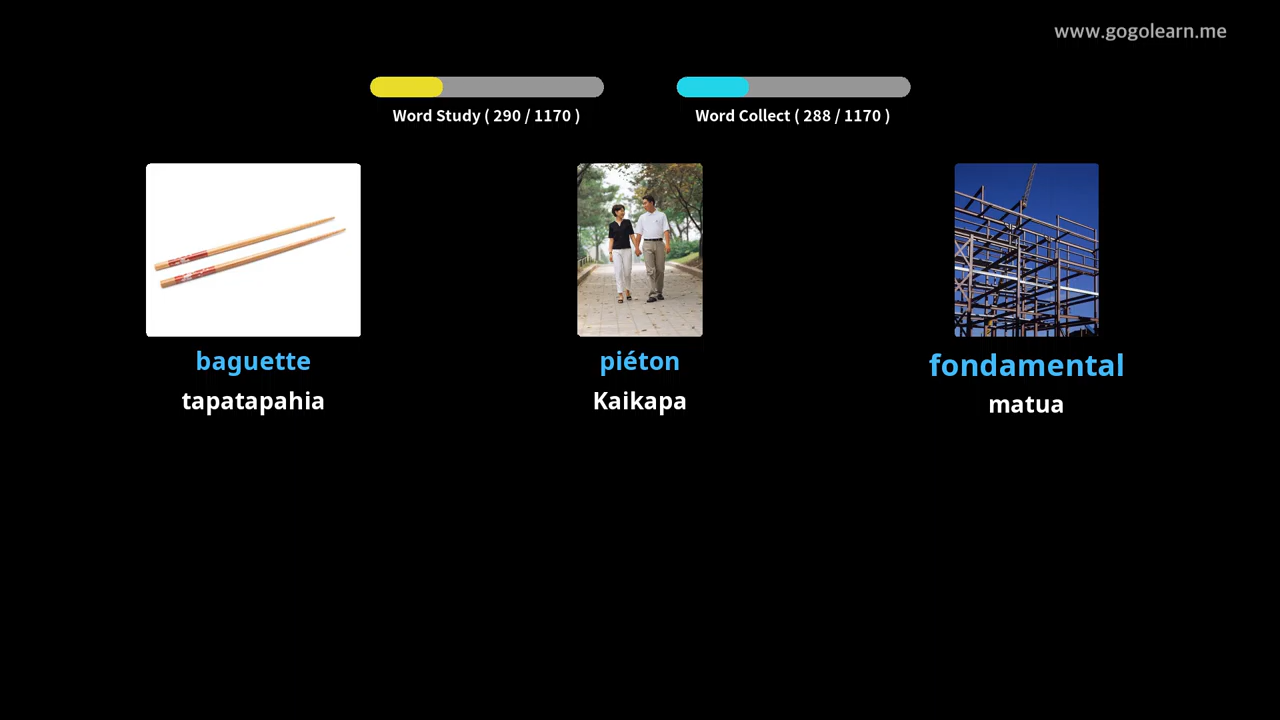 www.gogolearn.me
Word Study ( 290 / 1170 )
Word Collect ( 288 / 1170 )
baguette
tapatapahia
piéton
Kaikapa
fondamental
matua